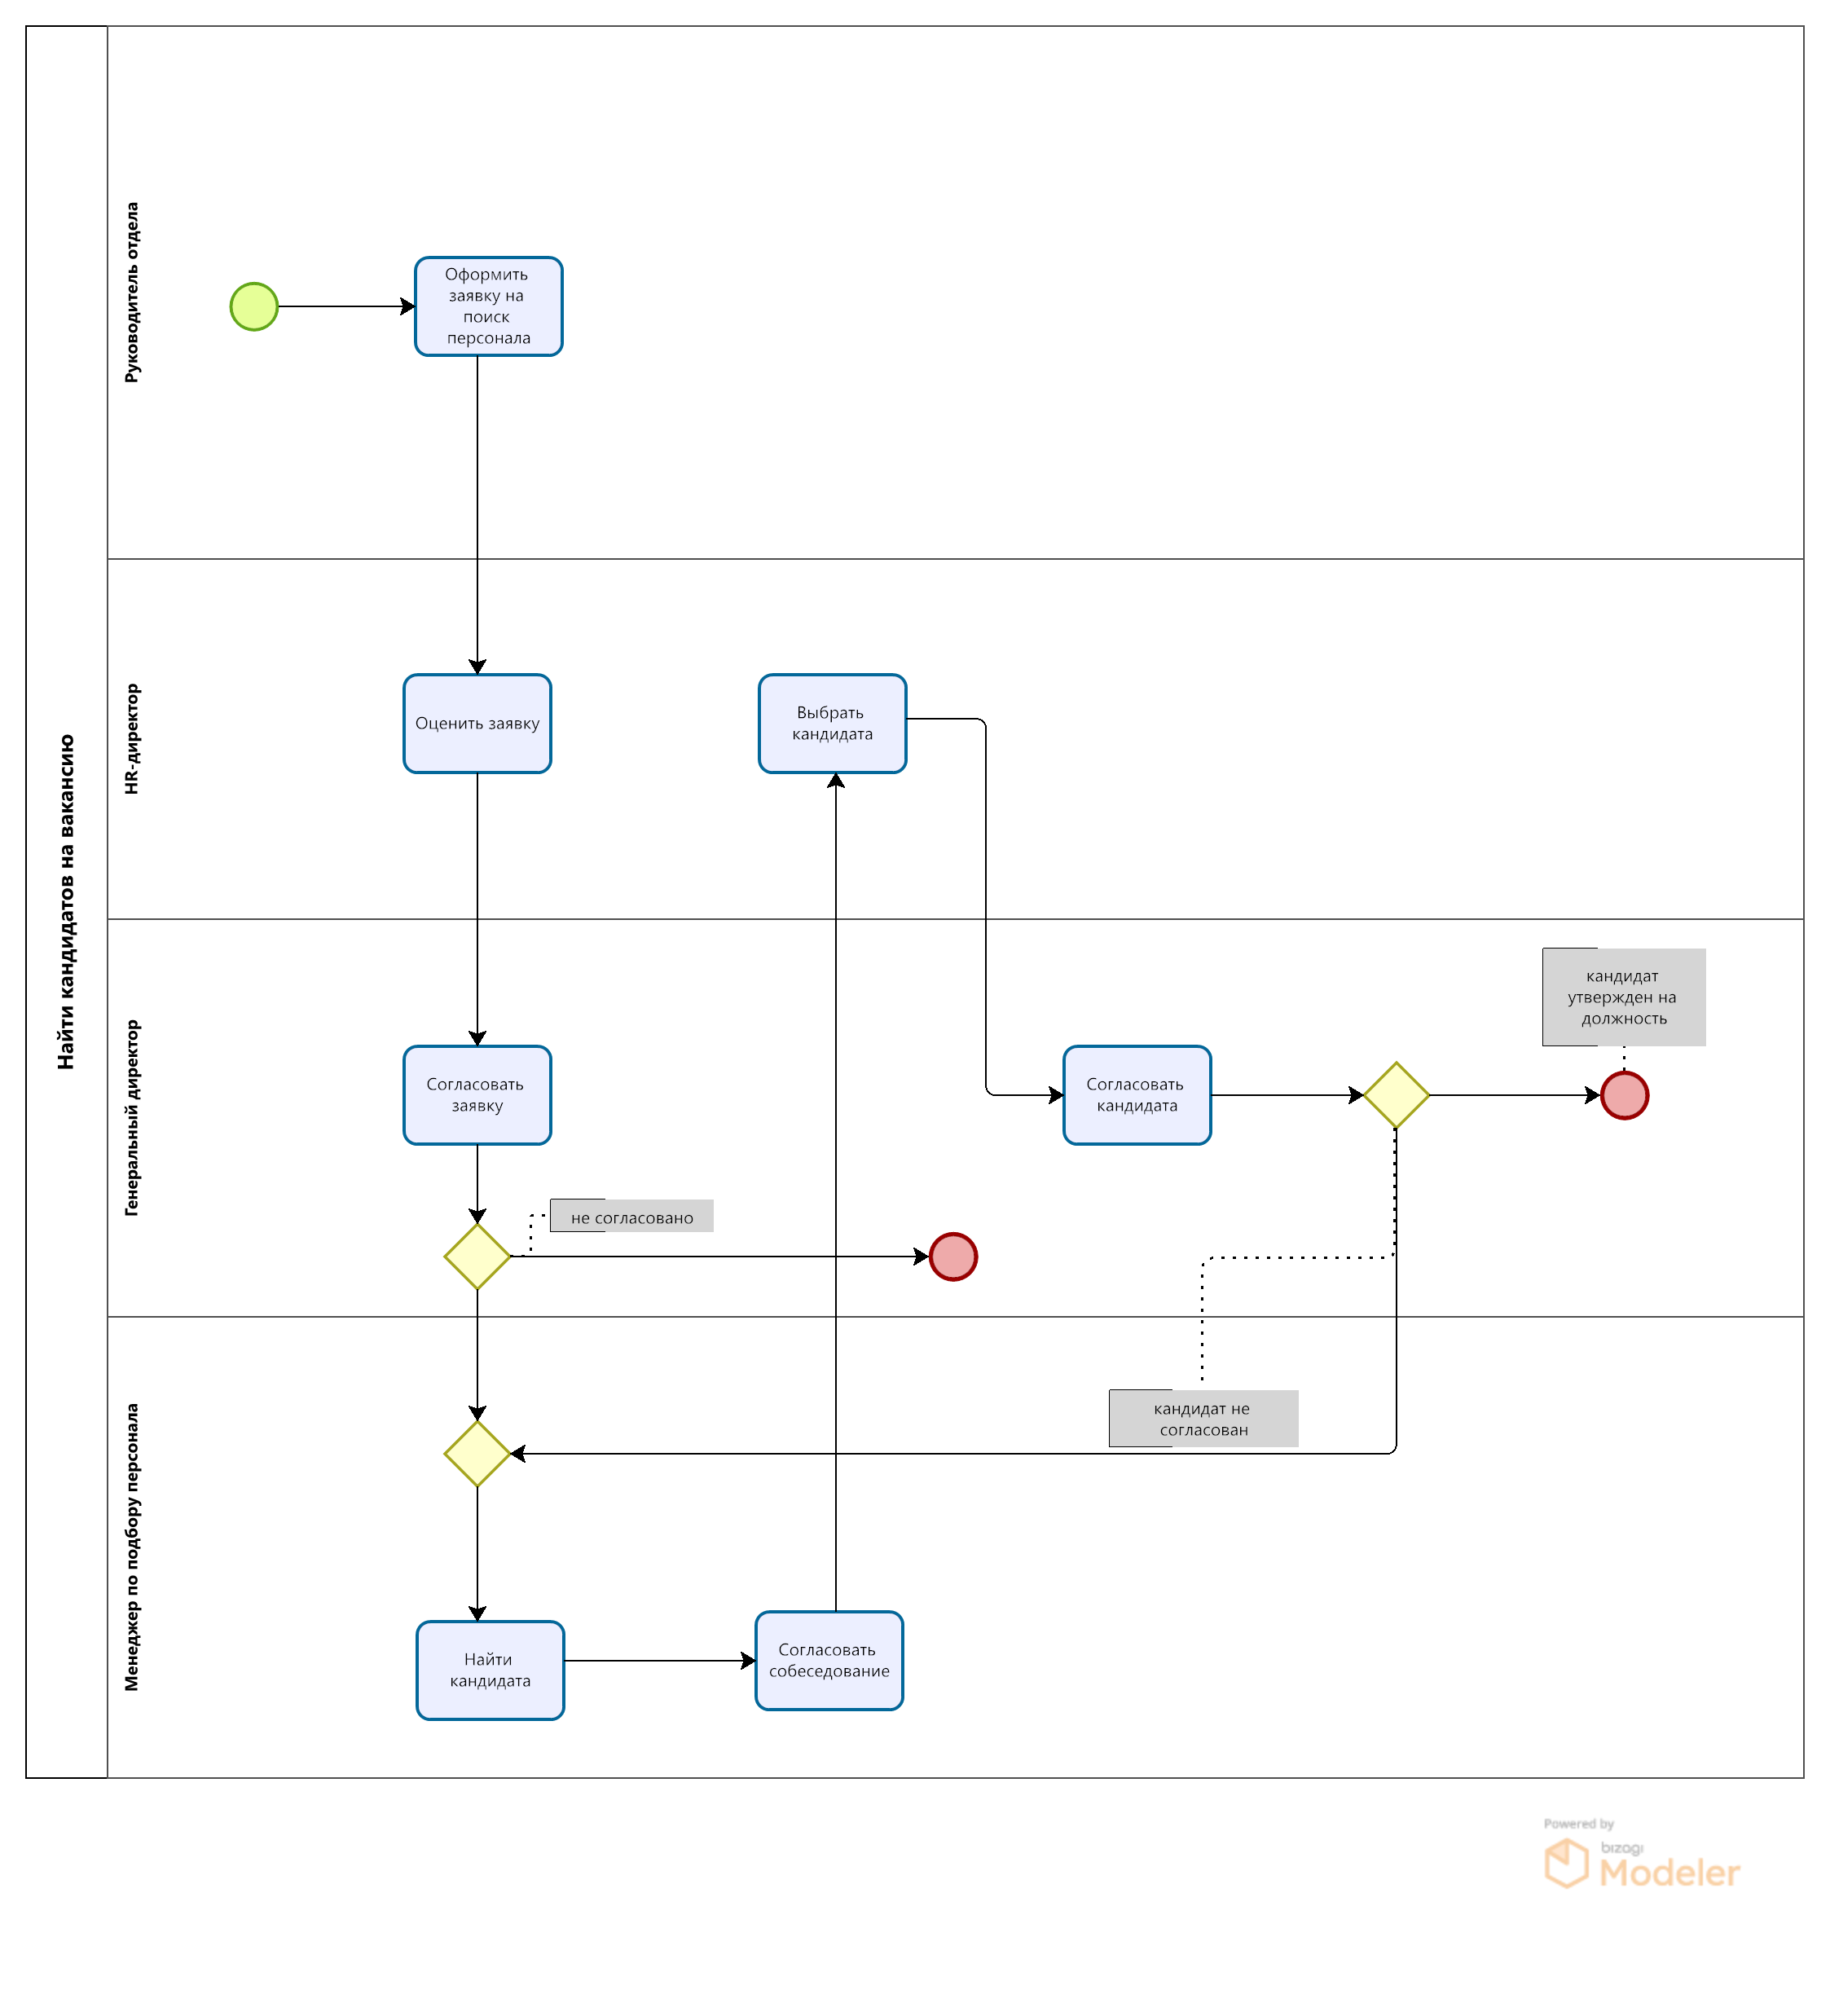 Найти кандидатов на вакансию
Руководитель отдела
Оформить
заявку на
поиск
персонала
HR-директор
Оценить заявку
Выбрать
кандидата
Генеральный директор
кандидат
утвержден на
должность
Согласовать
заявку
Согласовать
кандидата
не согласовано
Менеджер по подбору персонала
кандидат не
согласован
Найти
кандидата
Согласовать
собеседование
Powered by
bizagi
Modeler